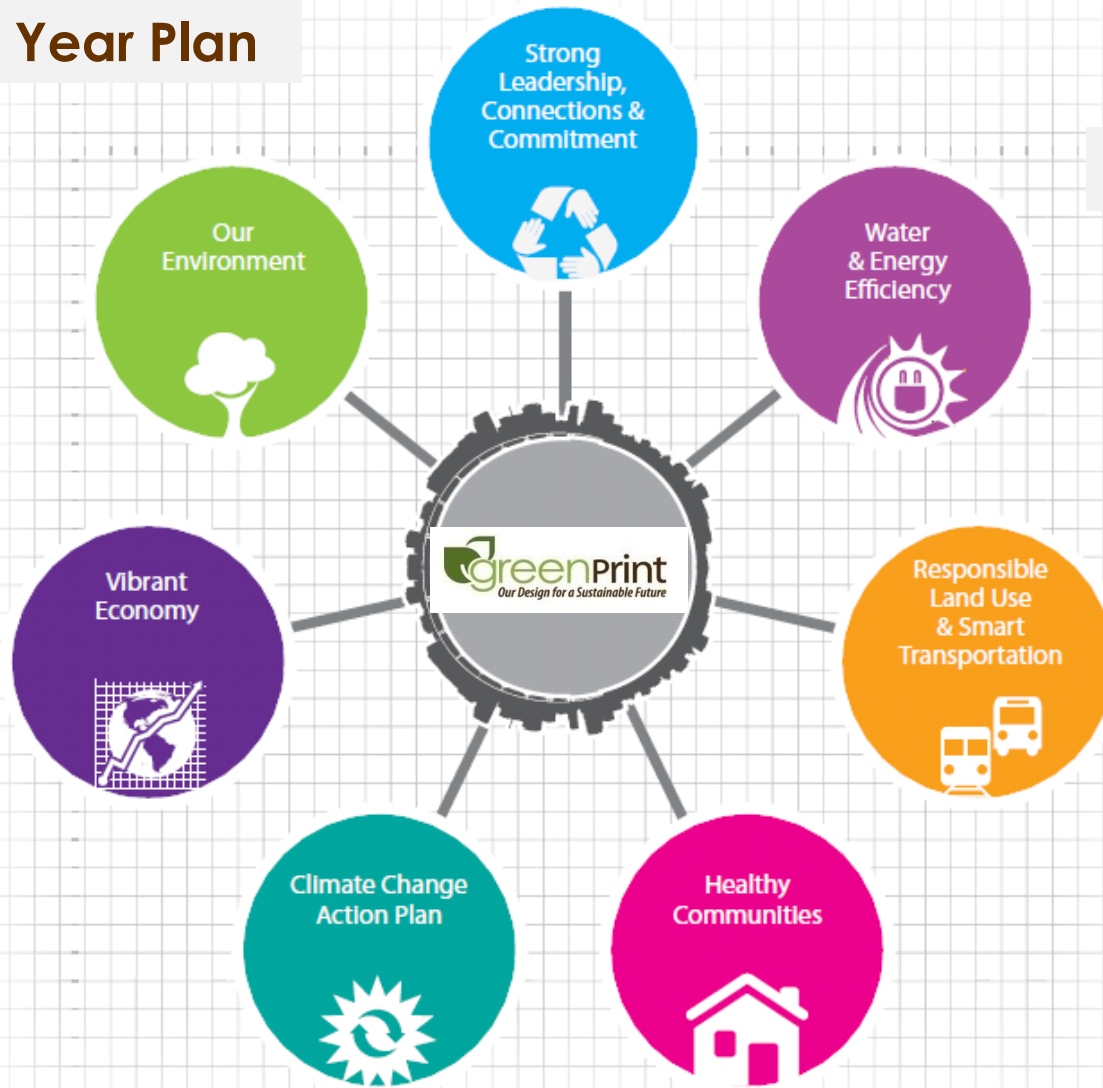 Year Plan
Strong
Leadership,
Connections &
Commitment
Our
Environment
Water
& Energy
Efficiency
greenPrint
Our Design for a Sustainable Future
Vibrant
Economy
Responsible
Land Use
& Smart
Transportation
Climate Change
Action Plan
Healthy
Communities